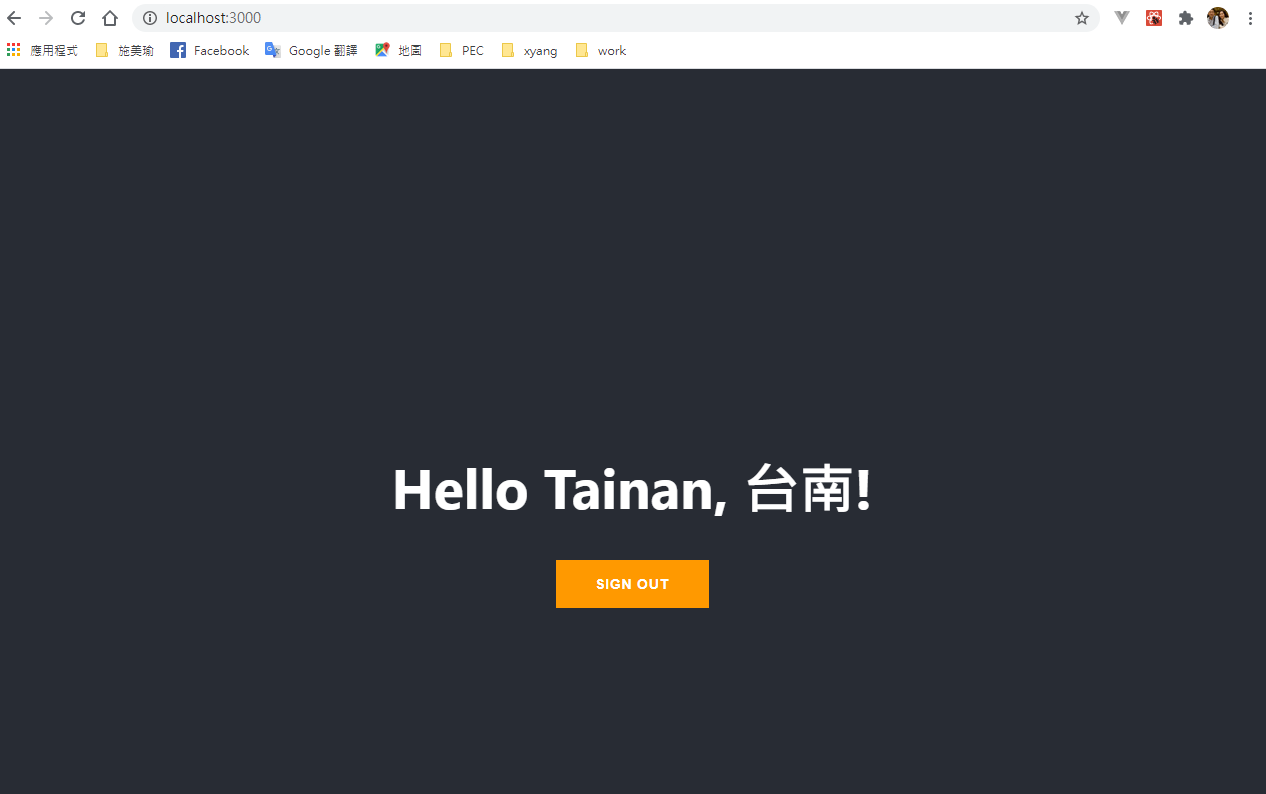 localhost:3000
應用程式 施美瑜 Facebook Google 翻譯 地圖 PEC xyang work
Hello Tainan, 台南!
SIGN OUT